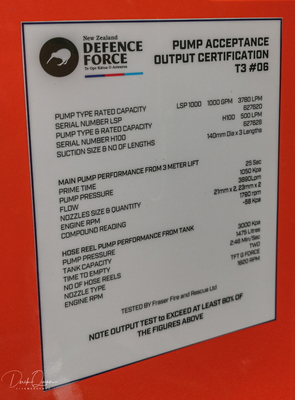 New Zealand
DEFENCE
FORCE
Te Ope Kātua O Aotearoa
PUMP ACCEPTANCE
OUTPUT CERTIFICATION
T3 #06
PUMP TYPE RATED CAPACITY LSP 1000 1000 GPM 3780 LPM
SERIAL NUMBER LSP 627620
PUMP TYPE & RATED CAPACITY H100 500 LPM
SERIAL NUMBER H100 627626
SUCTION SIZE & NO OF LENGTHS 140mm Dia x 3 Lengths
MAIN PUMP PERFORMANCE FROM 3 METER LIFT
PRIME TIME 25 Sec
PUMP PRESSURE 1050 Kpa
FLOW 3890Lpm
NOZZLES SIZE & QUANTITY 21mm x 2, 23mm x 2
ENGINE RPM 1780 rpm
COMPOUND READING -58 Kpa
HOSE REEL PUMP PERFORMANCE FROM TANK
PUMP PRESSURE 3000 Kpa
TANK CAPACITY 1475 Litres
TIME TO EMPTY 2:48 Min/Sec
NO OF HOSE REELS TWO
NOZZLE TYPE TFT G FORCE
ENGINE RPM 1820 RPM
TESTED BY Fraser Fire and Rescue Ltd
NOTE OUTPUT TEST to EXCEED AT LEAST 80% OF
THE FIGURES ABOVE